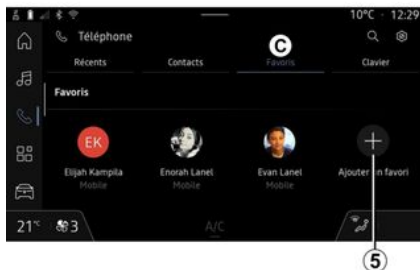 10°C · 12:29
Téléphone
C
Récents
Contacts
Favoris
Clavier
Favoris
EK
Elijah Kampila
Mobile
Enorah Lanel
Mobile
Evan Lanel
Mobile
Ajouter un favori
21°C
3
A/C
5